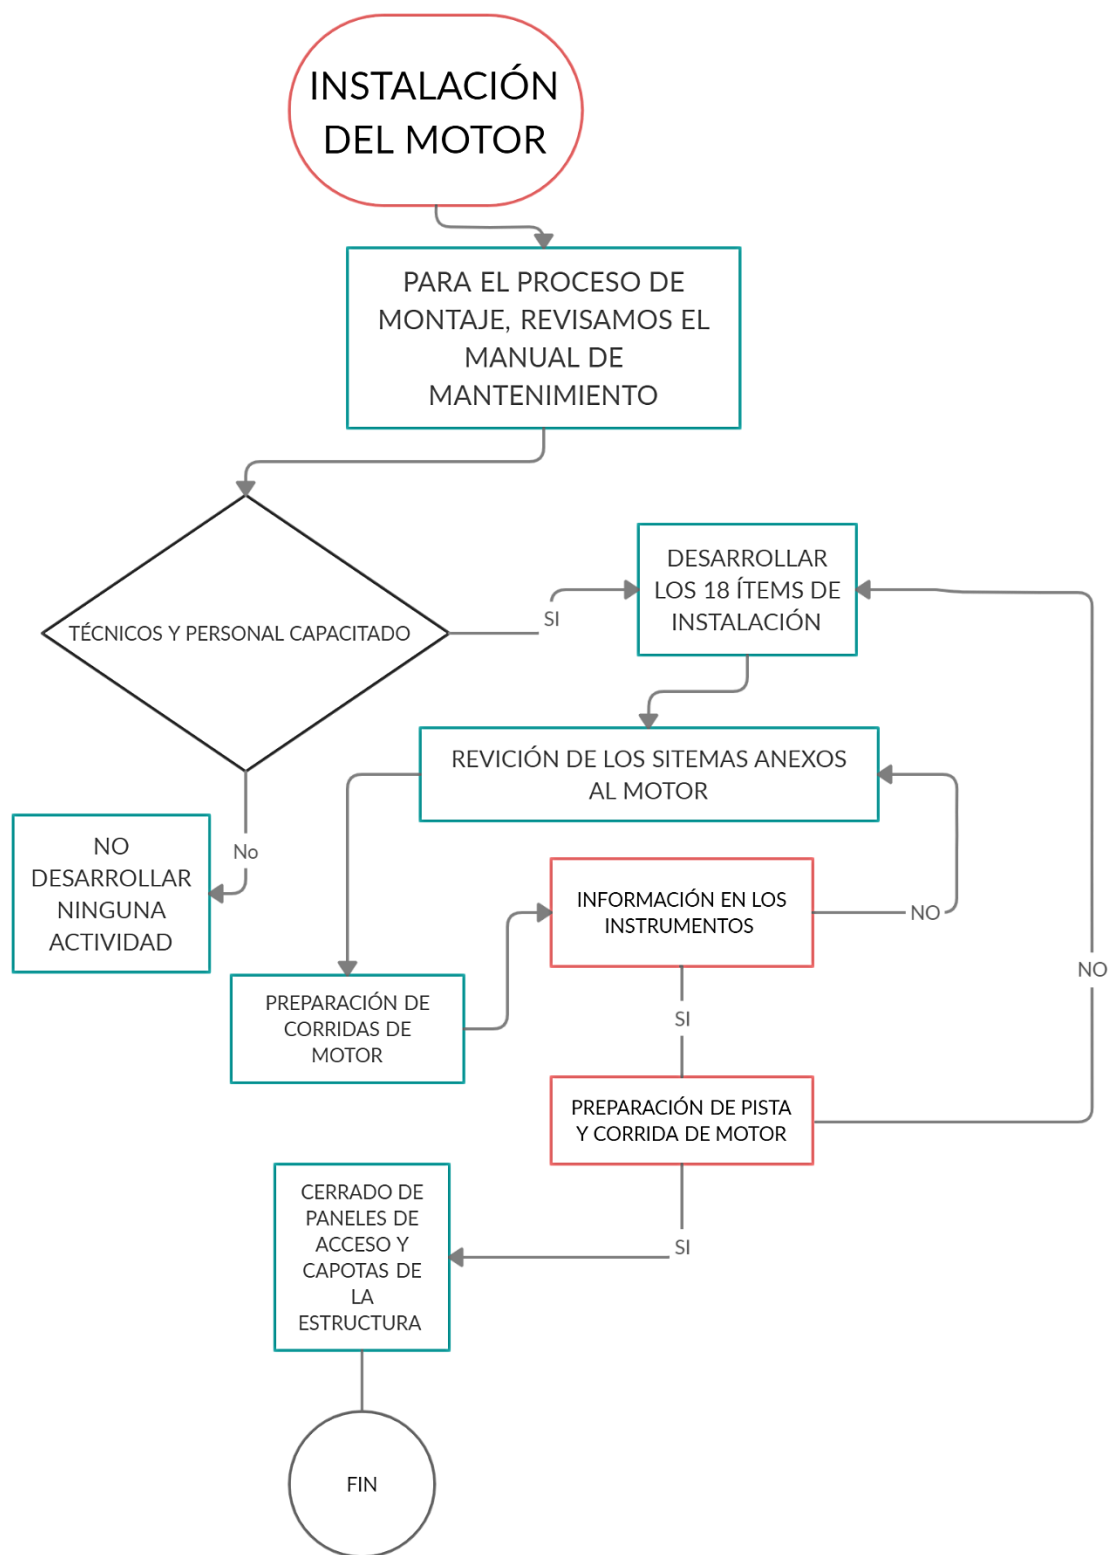 INSTALACIÓN
DEL MOTOR
PARA EL PROCESO DE
MONTAJE, REVISAMOS EL
MANUAL DE
MANTENIMIENTO
TÉCNICOS Y PERSONAL CAPACITADO
SI
DESARROLLAR
LOS 18 ÍTEMS DE
INSTALACIÓN
REVICIÓN DE LOS SITEMAS ANEXOS
AL MOTOR
No
NO
DESARROLLAR
NINGUNA
ACTIVIDAD
INFORMACIÓN EN LOS
INSTRUMENTOS
NO
NO
PREPARACIÓN DE
CORRIDAS DE
MOTOR
SI
PREPARACIÓN DE PISTA
Y CORRIDA DE MOTOR
SI
CERRADO DE
PANELES DE
ACCESO Y
CAPOTAS DE
LA
ESTRUCTURA
FIN